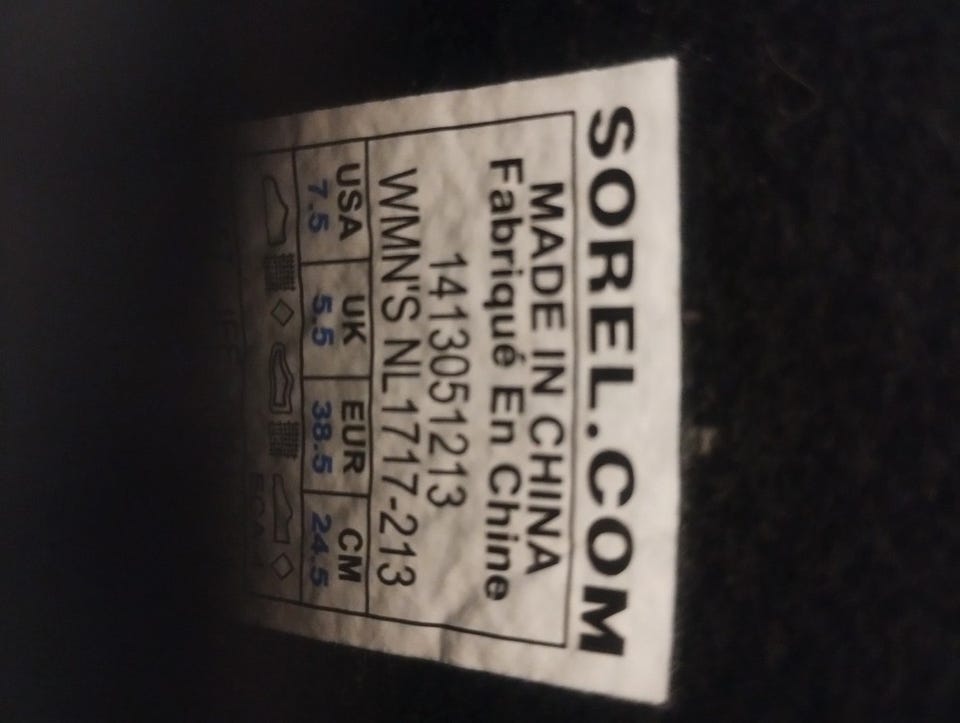 SOREL.COM
MADE IN CHINA
Fabriqué En Chine
1413051213
WMN'S NL1717-213
USA UK EUR CM
7.5 5.5 38.5 24.5